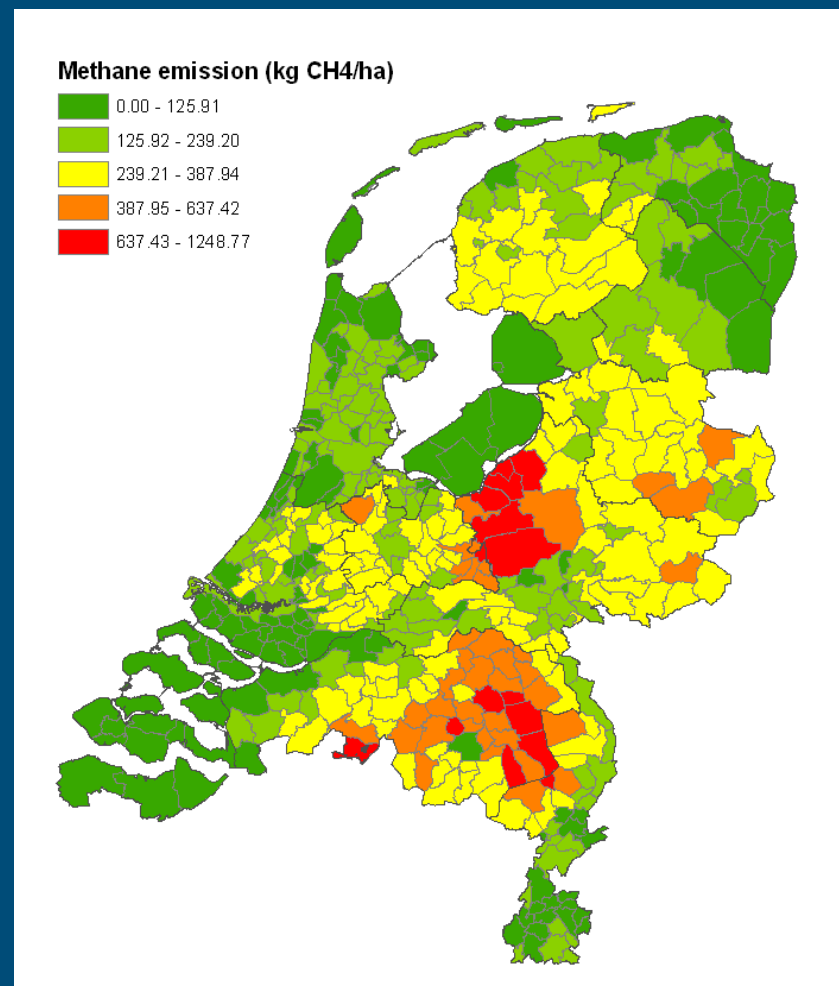 Methane emission (kg CH4/ha)
0.00 - 125.91
125.92 - 239.20
239.21 - 387.94
387.95 - 637.42
637.43 - 1248.77